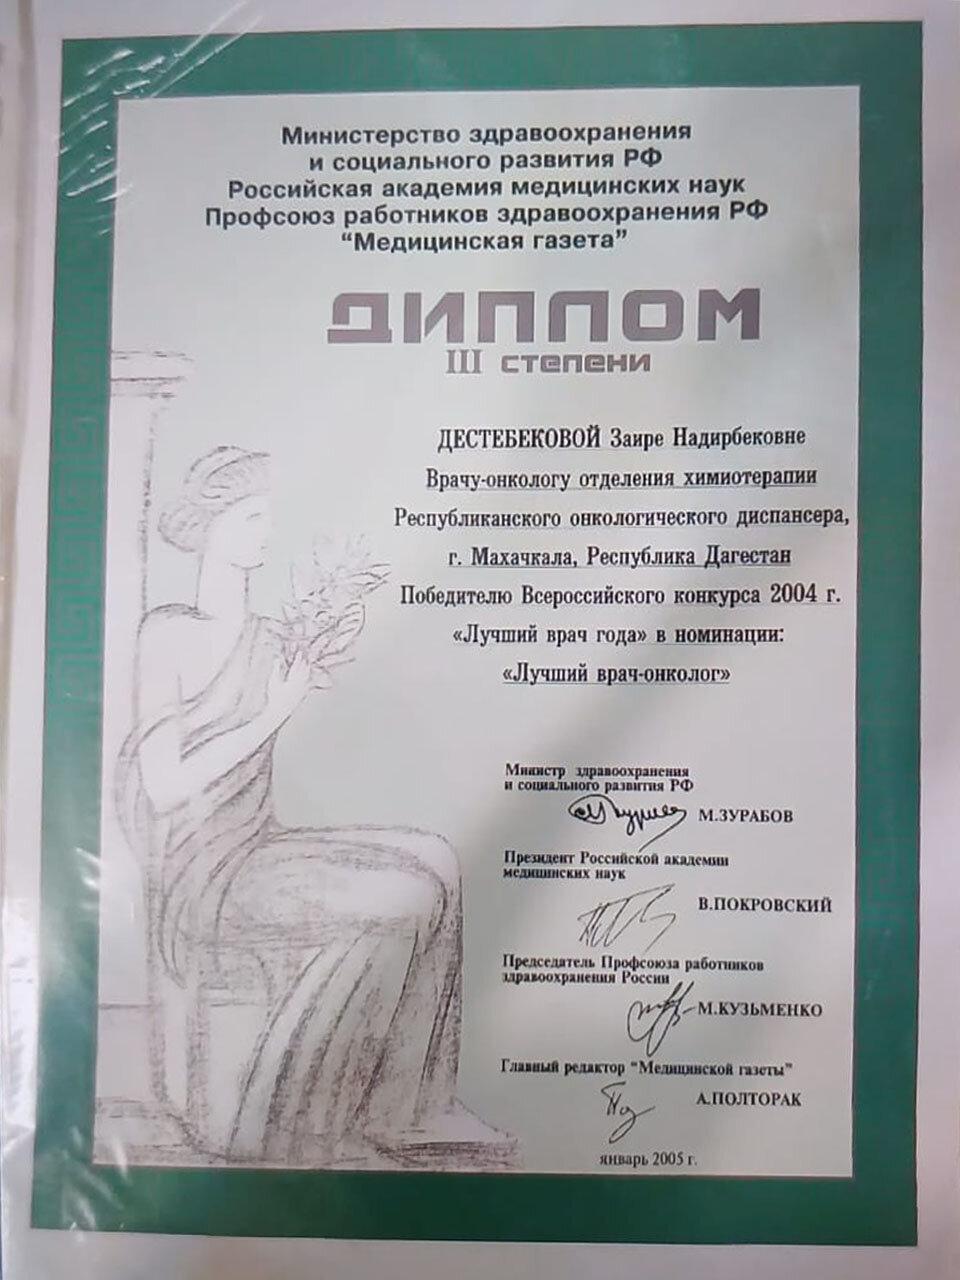 Министерство здравоохранения
и социального развития РФ
Российская академия медицинских наук
Профсоюз работников здравоохранения РФ
“Медицинская газета”
ДИПЛОМ
III степени
ДЕСТЕБЕКОВОЙ Заире Надирбековне
Врачу-онкологу отделения химиотерапии
Республиканского онкологического диспансера,
г. Махачкала, Республика Дагестан
Победителю Всероссийского конкурса 2004 г.
«Лучший врач года» в номинации:
«Лучший врач-онколог»
Министр здравоохранения
и социального развития РФ
М.ЗУРАБОВ
Президент Российской академии
медицинских наук
В.ПОКРОВСКИЙ
Председатель Профсоюза работников
здравоохранения России
М.КУЗЬМЕНКО
Главный редактор “Медицинской газеты”
А.ПОЛТОРАК
январь 2005 г.